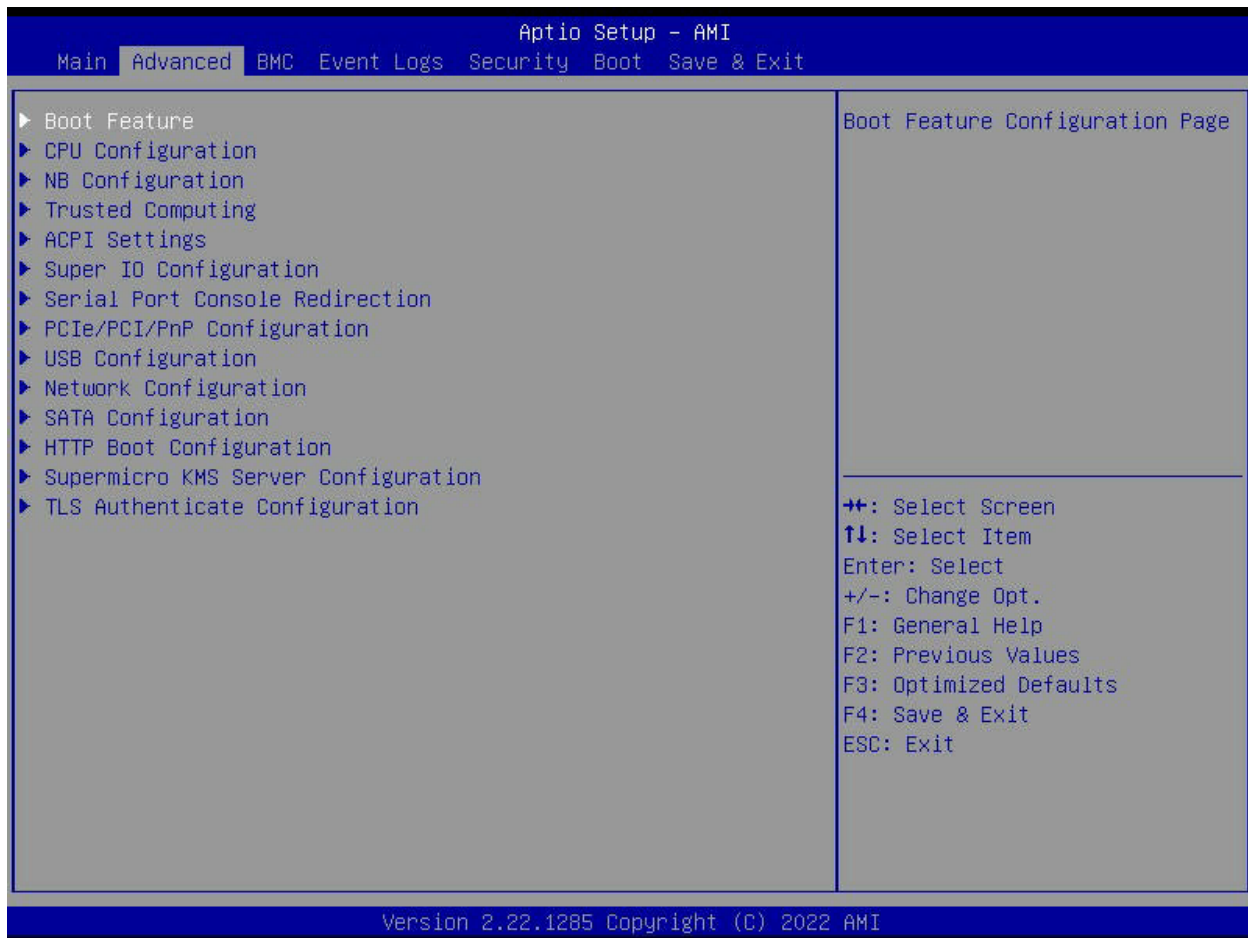 Aptio Setup – AMI
Main Advanced BMC Event Logs Security Boot Save & Exit
▶ Boot Feature
▶ CPU Configuration
▶ NB Configuration
▶ Trusted Computing
▶ ACPI Settings
▶ Super IO Configuration
▶ Serial Port Console Redirection
▶ PCIe/PCI/PnP Configuration
▶ USB Configuration
▶ Network Configuration
▶ SATA Configuration
▶ HTTP Boot Configuration
▶ Supermicro KMS Server Configuration
▶ TLS Authenticate Configuration
Boot Feature Configuration Page
→←: Select Screen
↑↓: Select Item
Enter: Select
+/-: Change Opt.
F1: General Help
F2: Previous Values
F3: Optimized Defaults
F4: Save & Exit
ESC: Exit
Version 2.22.1285 Copyright (C) 2022 AMI